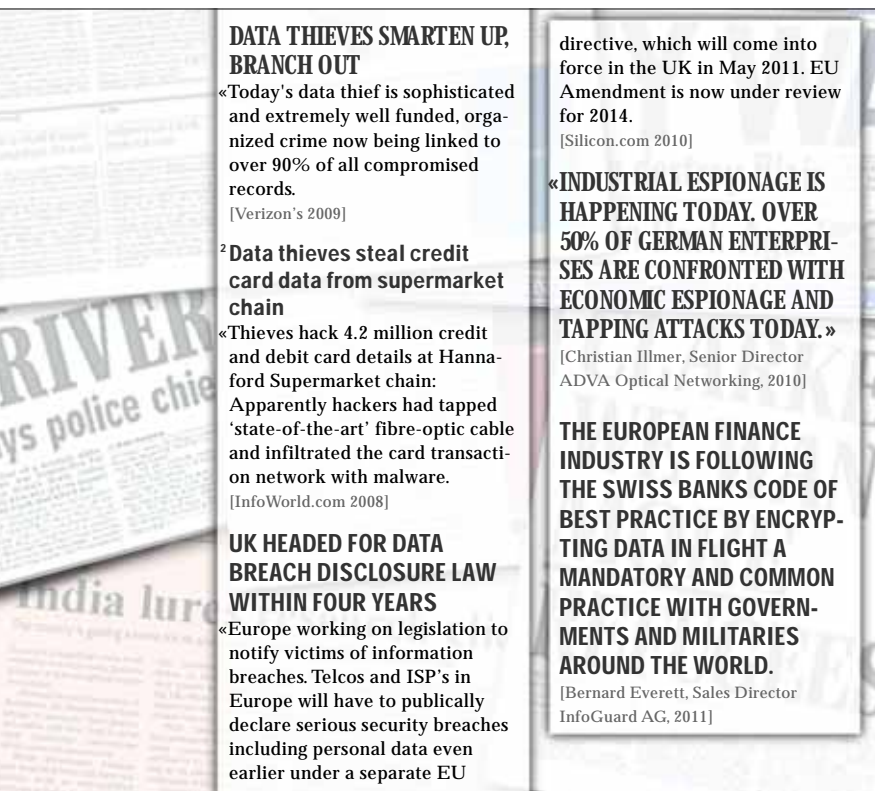 DATA THIEVES SMARTEN UP,
BRANCH OUT
«Today's data thief is sophisticated
and extremely well funded, orga-
nized crime now being linked to
over 90% of all compromised
records.
[Verizon's 2009]
2 Data thieves steal credit
card data from supermarket
chain
«Thieves hack 4.2 million credit
and debit card details at Hanna-
ford Supermarket chain:
Apparently hackers had tapped
‘state-of-the-art’ fibre-optic cable
and infiltrated the card transacti-
on network with malware.
[InfoWorld.com 2008]
UK HEADED FOR DATA
BREACH DISCLOSURE LAW
WITHIN FOUR YEARS
«Europe working on legislation to
notify victims of information
breaches. Telcos and ISP's in
Europe will have to publically
declare serious security breaches
including personal data even
earlier under a separate EU
directive, which will come into
force in the UK in May 2011. EU
Amendment is now under review
for 2014.
[Silicon.com 2010]
«INDUSTRIAL ESPIONAGE IS
HAPPENING TODAY. OVER
50% OF GERMAN ENTERPRI-
SES ARE CONFRONTED WITH
ECONOMIC ESPIONAGE AND
TAPPING ATTACKS TODAY.»
[Christian Illmer, Senior Director
ADVA Optical Networking, 2010]
THE EUROPEAN FINANCE
INDUSTRY IS FOLLOWING
THE SWISS BANKS CODE OF
BEST PRACTICE BY ENCRYP-
TING DATA IN FLIGHT A
MANDATORY AND COMMON
PRACTICE WITH GOVERN-
MENTS AND MILITARIES
AROUND THE WORLD.
[Bernard Everett, Sales Director
InfoGuard AG, 2011]
RIVER
ys police chie
India lure